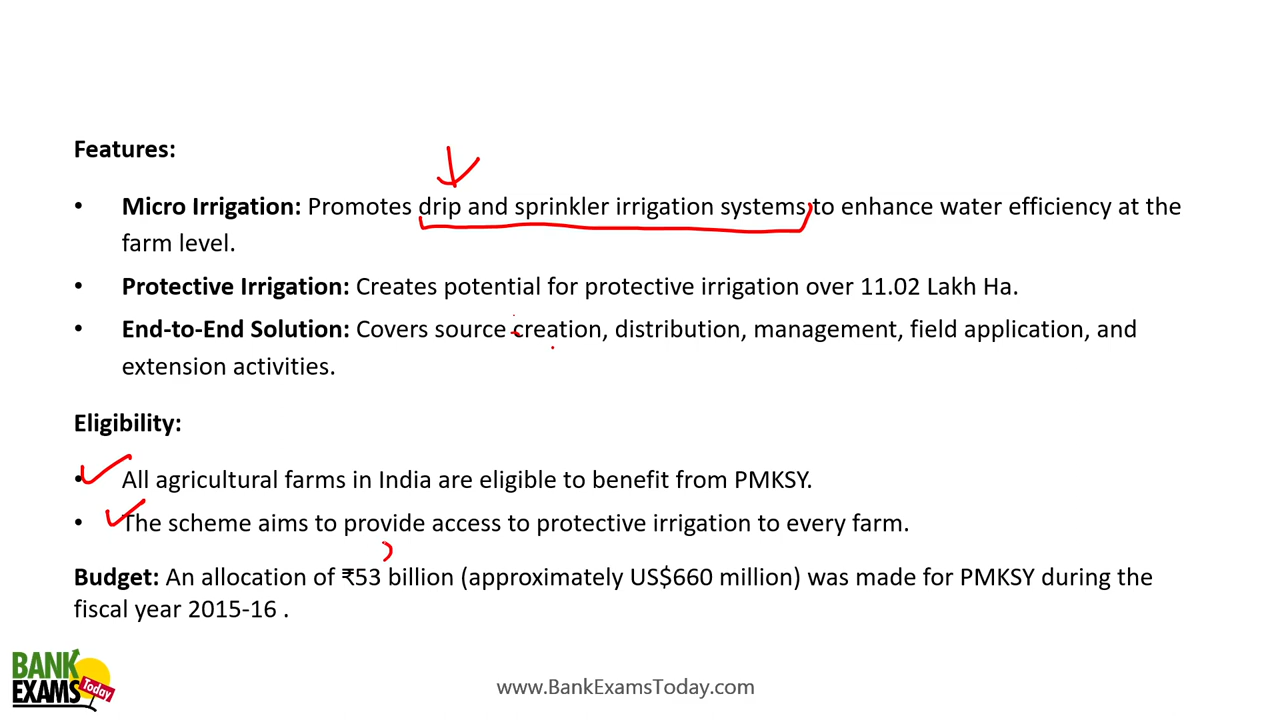 Features:
• Micro Irrigation: Promotes drip and sprinkler irrigation systems to enhance water efficiency at the
farm level.
• Protective Irrigation: Creates potential for protective irrigation over 11.02 Lakh Ha.
• End-to-End Solution: Covers source creation, distribution, management, field application, and
extension activities.
Eligibility:
• All agricultural farms in India are eligible to benefit from PMKSY.
• The scheme aims to provide access to protective irrigation to every farm.
Budget: An allocation of ₹53 billion (approximately US$660 million) was made for PMKSY during the
fiscal year 2015-16 .
BANK
EXAMS Today
www.BankExamsToday.com